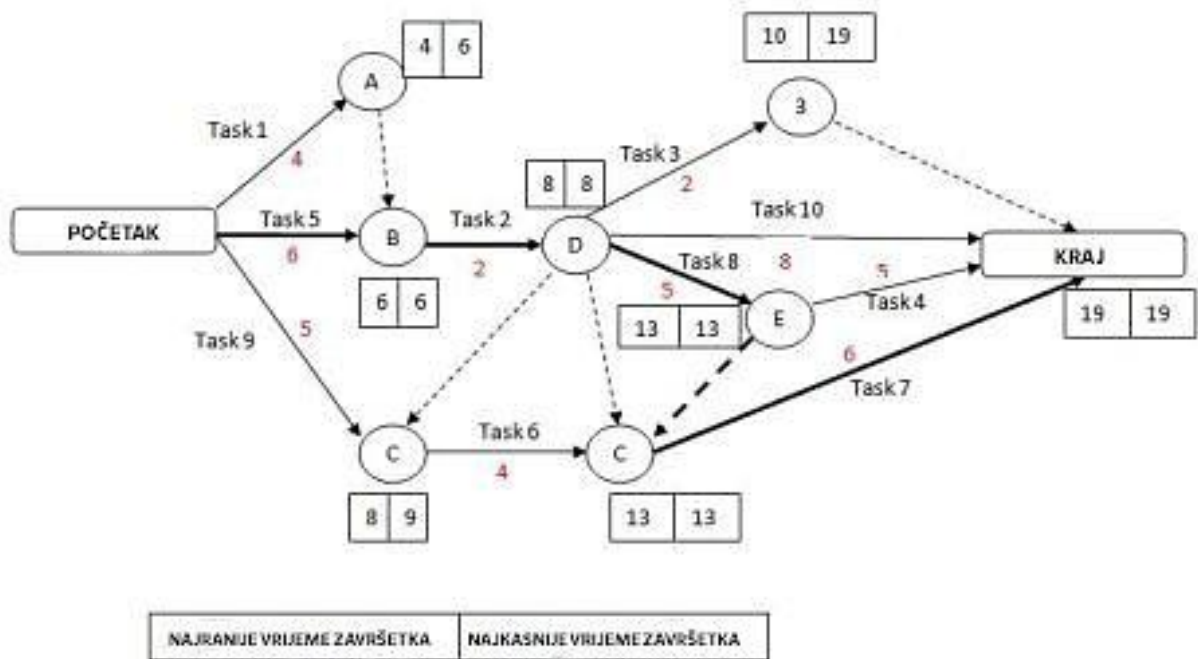 4 6
10 19
A
3
Task 1
4
Task 3
2
8 8
POČETAK
Task 5
6
B
Task 2
2
D
Task 10
8
KRAJ
19 19
6 6
Task 8
5
13 13
E
5
Task 4
Task 9
5
6
Task 7
C
Task 6
4
C
8 9
13 13
NAJRANIJE VRIJEME ZAVRŠETKA NAJKASNIJE VRIJEME ZAVRŠETKA